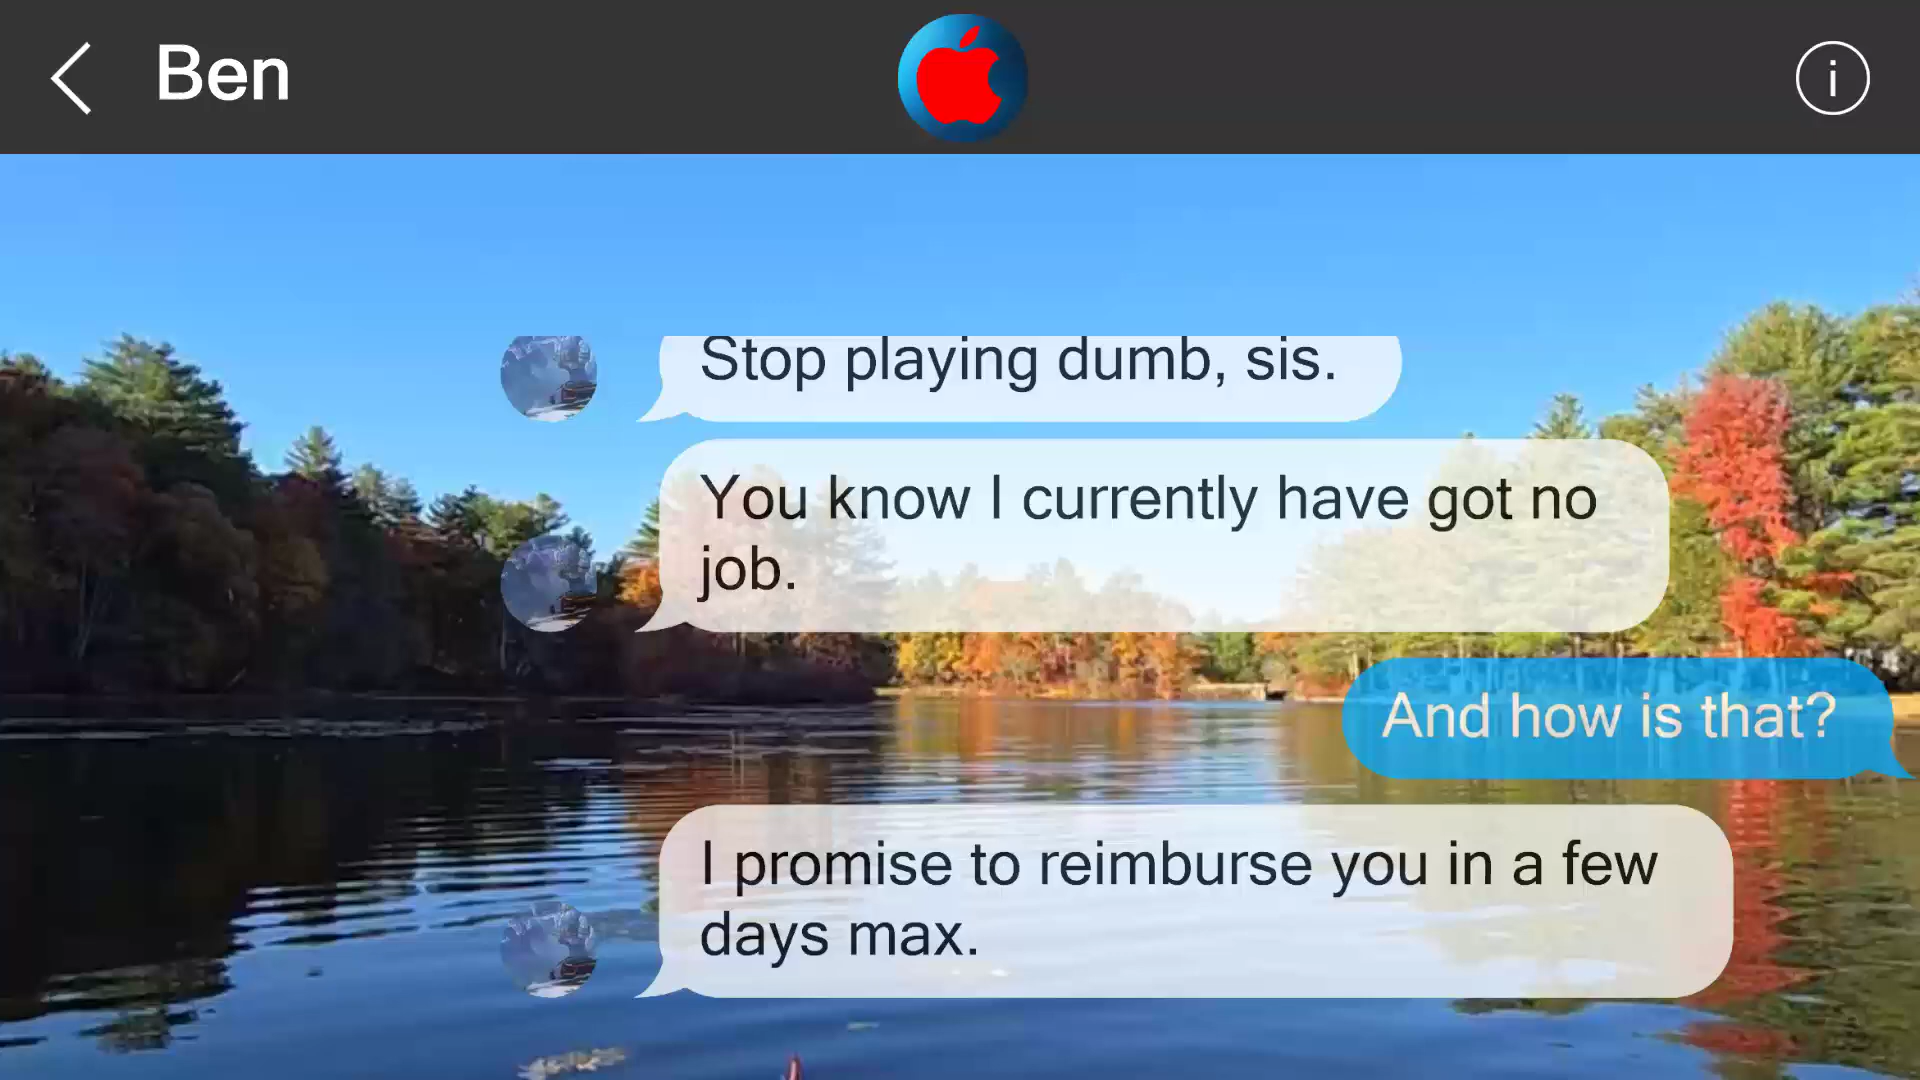 Ben
Stop playing dumb, sis.
You know I currently have got no
job.
And how is that?
I promise to reimburse you in a few
days max.